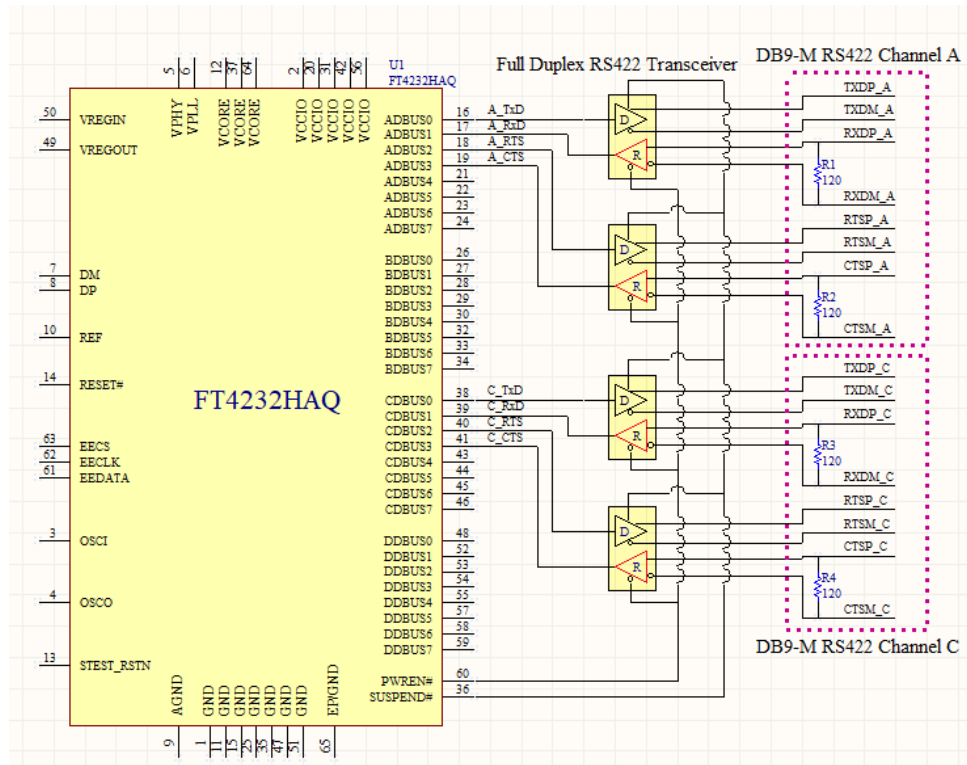 DB9-M RS422 Channel A
U1
FT4232HAQ
Full Duplex RS422 Transceiver
5
6
12
37
64
2
20
31
42
56
VPHY
VPLL
VCORE
VCORE
VCORE
VCCIO
VCCIO
VCCIO
VCCIO
VCCIO
50 VREGIN
49 VREGOUT
7 DM
8 DP
10 REF
14 RESET#
FT4232HAQ
63 EECS
62 EECLK
61 EEDATA
3 OSCI
4 OSCO
13 STEST_RSTN
AGND
GND
GND
GND
GND
GND
GND
GND
EP/GND
9
1
11
15
25
35
47
51
65
ADBUS0 16 A_TxD
ADBUS1 17 A_RxD
ADBUS2 18 A_RTS
ADBUS3 19 A_CTS
ADBUS4 21
ADBUS5 22
ADBUS6 23
ADBUS7 24
BDBUS0 26
BDBUS1 27
BDBUS2 28
BDBUS3 29
BDBUS4 30
BDBUS5 32
BDBUS6 33
BDBUS7 34
CDBUS0 38 C_TxD
CDBUS1 39 C_RxD
CDBUS2 40 C_RTS
CDBUS3 41 C_CTS
CDBUS4 43
CDBUS5 44
CDBUS6 45
CDBUS7 46
DDBUS0 48
DDBUS1 52
DDBUS2 53
DDBUS3 54
DDBUS4 55
DDBUS5 57
DDBUS6 58
DDBUS7 59
PWREN# 60
SUSPEND# 36
D
R
D
R
D
R
D
R
TXDP_A
TXDM_A
RXDP_A
R1
120
RXDM_A
RTSP_A
RTSM_A
CTSP_A
R2
120
CTSM_A
TXDP_C
TXDM_C
RXDP_C
R3
120
RXDM_C
RTSP_C
RTSM_C
CTSP_C
R4
120
CTSM_C
DB9-M RS422 Channel C